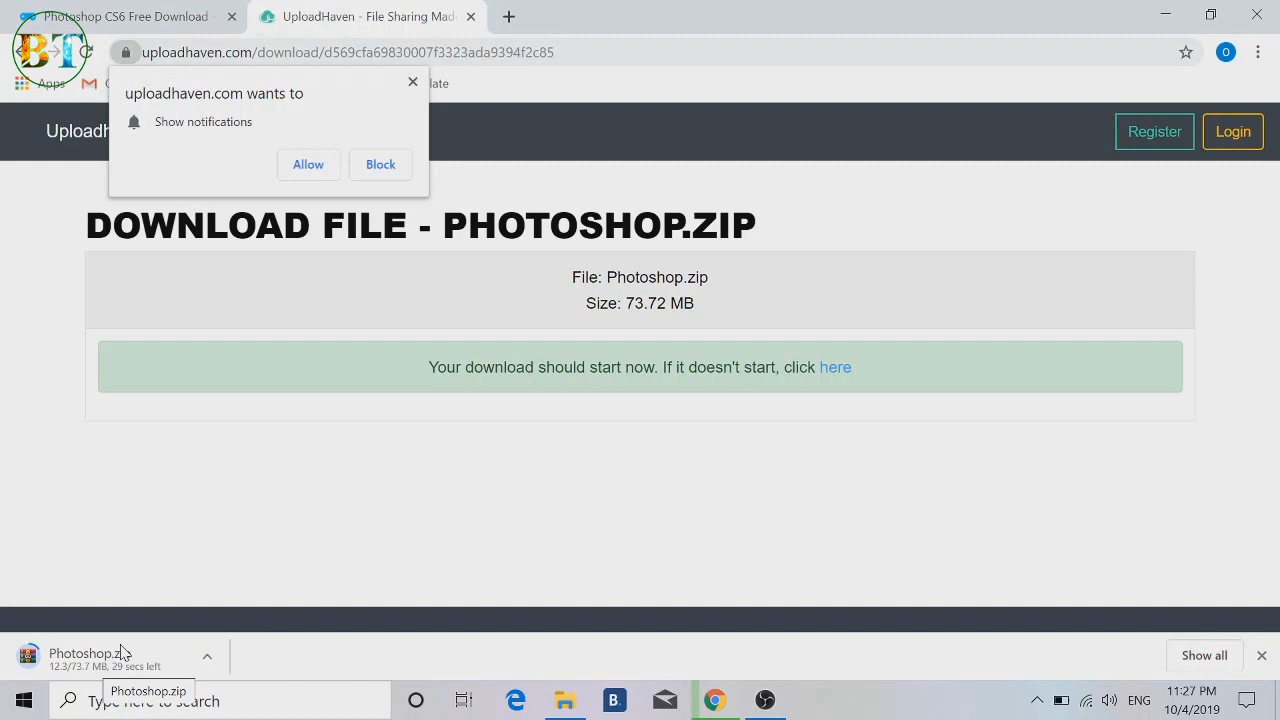 Photoshop CS6 Free Download -
UploadHaven - File Sharing Mad
BT
uploadhaven.com/download/d569cfa69830007f3323ada9394f2c85
O
Apps
late
uploadhaven.com wants to
Show notifications
Allow
Block
Uploadh
Register
Login
DOWNLOAD FILE - PHOTOSHOP.ZIP
File: Photoshop.zip
Size: 73.72 MB
Your download should start now. If it doesn't start, click here
Photoshop.z
12.3/73.7 MB, 29 secs left
Show all
Photoshop.zip
Type here to search
B.
ENG
11:27 PM
10/4/2019